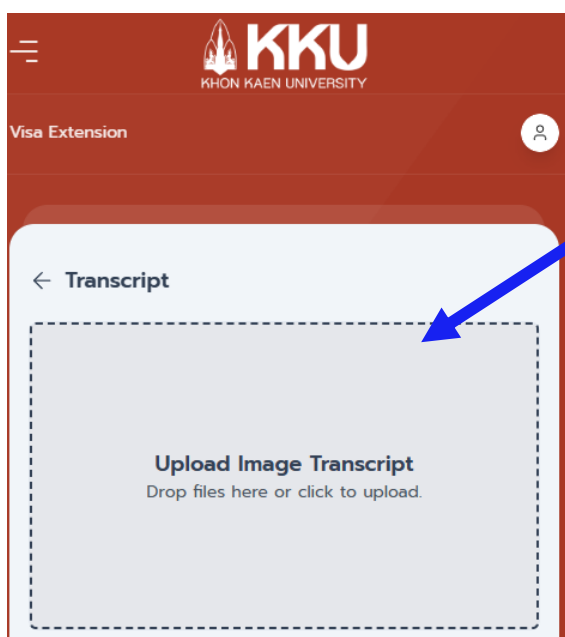 KKU
KHON KAEN UNIVERSITY
Visa Extension
Transcript
Upload Image Transcript
Drop files here or click to upload.